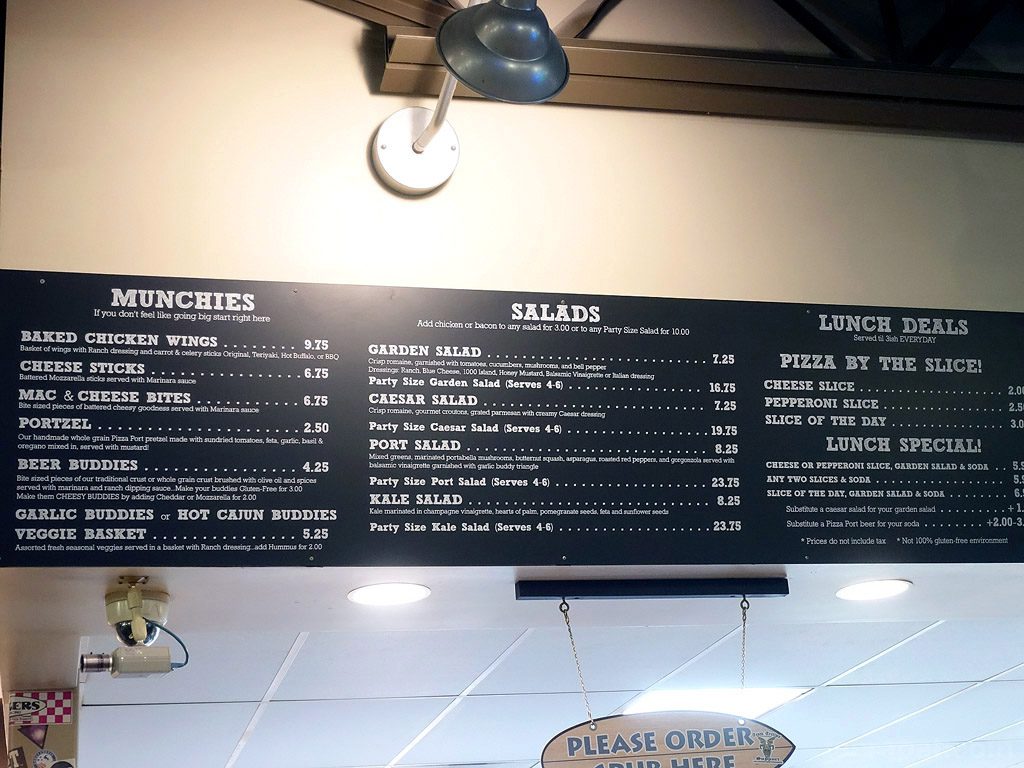 MUNCHIES
If you don't feel like going big start right here
BAKED CHICKEN WINGS . . . . . . . . . . 9.75
Basket of wings with Ranch dressing and carrot & celery sticks Original, Teriyaki, Hot Buffalo, or BBQ
CHEESE STICKS . . . . . . . . . . . . . . . . . . 6.75
Battered Mozzarella sticks served with Marinara sauce
MAC & CHEESE BITES . . . . . . . . . . . . . 6.75
Bite sized pieces of battered cheesy goodness served with Marinara sauce
PORTZEL . . . . . . . . . . . . . . . . . . . . . . . . 2.50
Our handmade whole grain Pizza Port pretzel made with sundried tomatoes, feta, garlic, basil &
oregano mixed in, served with mustard!
BEER BUDDIES . . . . . . . . . . . . . . . . . . 4.25
Bite sized pieces of our traditional crust or whole grain crust brushed with olive oil and spices
served with marinara and ranch dipping sauce...Make your buddies Gluten-Free for 3.00
Make them CHEESY BUDDIES by adding Cheddar or Mozzarella for 2.00
GARLIC BUDDIES or HOT CAJUN BUDDIES
VEGGIE BASKET . . . . . . . . . . . . . . . . . 5.25
Assorted fresh seasonal veggies served in a basket with Ranch dressing...add Hummus for 2.00
SALADS
Add chicken or bacon to any salad for 3.00 or to any Party Size Salad for 10.00
GARDEN SALAD . . . . . . . . . . . . . . . . . . . . . . . . 7.25
Crisp romaine, garnished with tomatoes, cucumbers, mushrooms, and bell pepper
Dressings: Ranch, Blue Cheese, 1000 Island, Honey Mustard, Balsamic Vinaigrette or Italian dressing
Party Size Garden Salad (Serves 4-6) . . . . . . . . . . . . . . . 16.75
CAESAR SALAD . . . . . . . . . . . . . . . . . . . . . . . . 7.25
Crisp romaine, gourmet croutons, grated parmesan with creamy Caesar dressing
Party Size Caesar Salad (Serves 4-6) . . . . . . . . . . . . . . . 19.75
PORT SALAD . . . . . . . . . . . . . . . . . . . . . . . . . . 8.25
Mixed greens, marinated portabella mushrooms, butternut squash, asparagus, roasted red peppers, and gorgonzola served with
balsamic vinaigrette garnished with garlic buddy triangle
Party Size Port Salad (Serves 4-6) . . . . . . . . . . . . . . . . . 23.75
KALE SALAD . . . . . . . . . . . . . . . . . . . . . . . . . . 8.25
Kale marinated in champagne vinaigrette, hearts of palm, pomegranate seeds, feta and sunflower seeds
Party Size Kale Salad (Serves 4-6) . . . . . . . . . . . . . . . . . 23.75
LUNCH DEALS
Served til 3ish EVERYDAY
PIZZA BY THE SLICE!
CHEESE SLICE . . . . . . . . . . . . . . . . . . 2.00
PEPPERONI SLICE . . . . . . . . . . . . . . . 2.5
SLICE OF THE DAY . . . . . . . . . . . . . . 3.0
LUNCH SPECIAL!
CHEESE OR PEPPERONI SLICE, GARDEN SALAD & SODA . . 5.
ANY TWO SLICES & SODA . . . . . . . . . . . . . . . . . 5.
SLICE OF THE DAY, GARDEN SALAD & SODA . . . . . . . . 6.
Substitute a caesar salad for your garden salad . . . . . . . . + 1.
Substitute a Pizza Port beer for your soda . . . . . . . . . +2.00-3.
* Prices do not include tax * Not 100% gluten-free environment
ERS
PLEASE ORDER